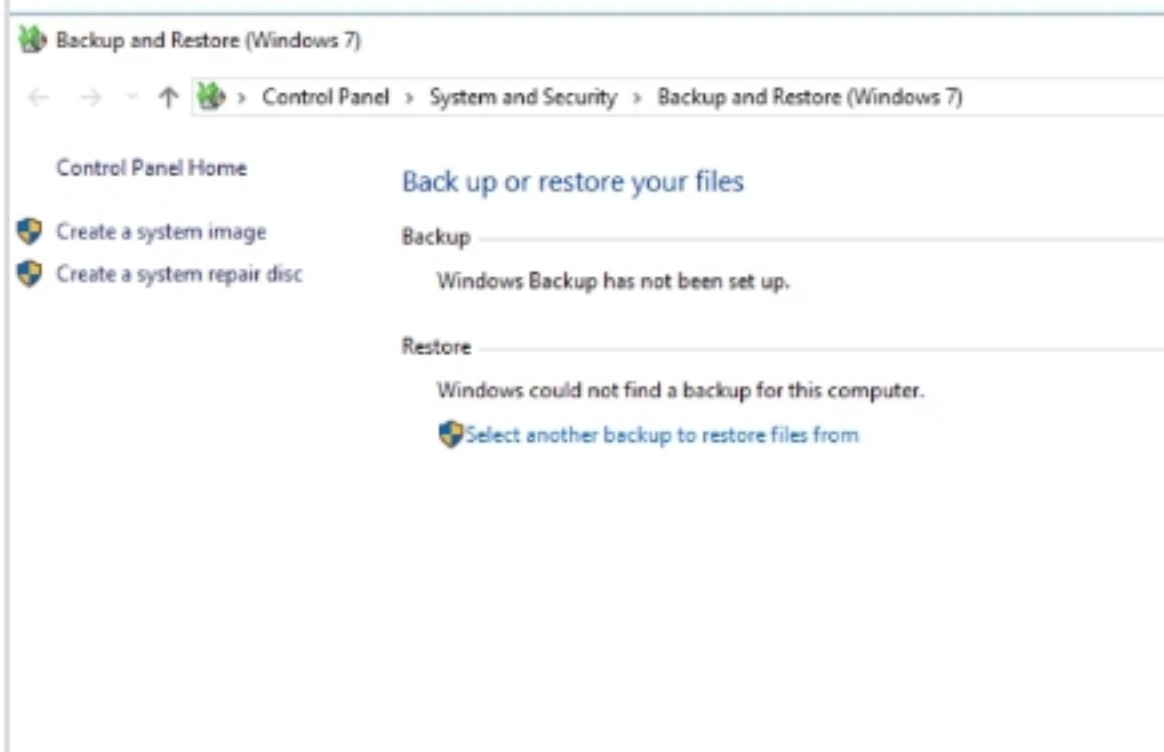 Backup and Restore (Windows 7)
Control Panel > System and Security > Backup and Restore (Windows 7)
Control Panel Home
Create a system image
Create a system repair disc
Back up or restore your files
Backup
Windows Backup has not been set up.
Restore
Windows could not find a backup for this computer.
Select another backup to restore files from